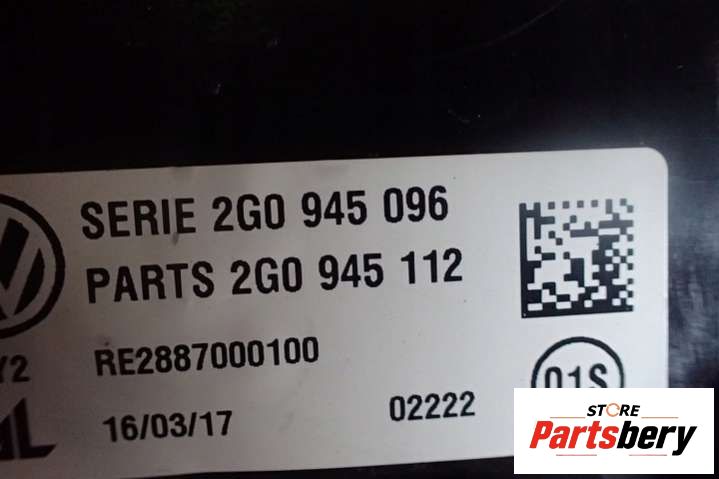 SERIE 2G0 945 096
PARTS 2G0 945 112
RE2887000100
16/03/17 02222
01S
STORE
Partsbery